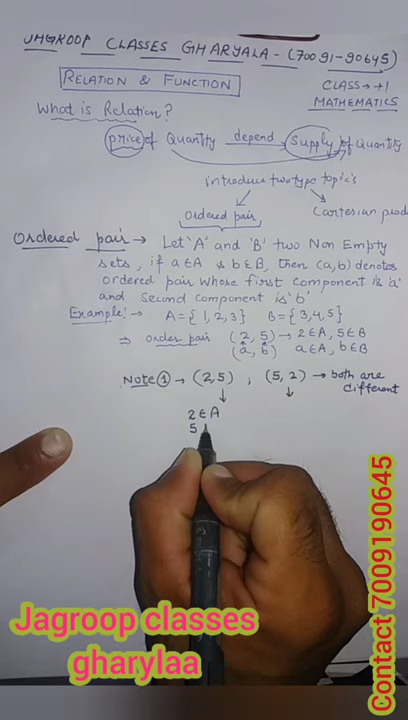 JAGROOP CLASSES GHARYALA - (70091-90645)
RELATION & FUNCTION
CLASS → +1
MATHEMATICS
What is Relation?
price of Quantity depend Supply of Quantity
introduce two type topic's
Ordered pair
Cartesian prod
Ordered pair → Let 'A' and 'B' two Non Empty
sets, if a∈A & b∈B, then (a,b) denotes
ordered pair whose first component is 'a'
and second component is 'b'
Example:→ A={1,2,3} B={3,4,5}
⇒ order pair (2, 5) → 2∈A, 5∈B
(a, b) a∈A, b∈B
Note① → (2,5) ; (5,2) → both are
different
↓ ↓
2∈A
5
Jagroop classes
gharylaa
Contact 7009190645